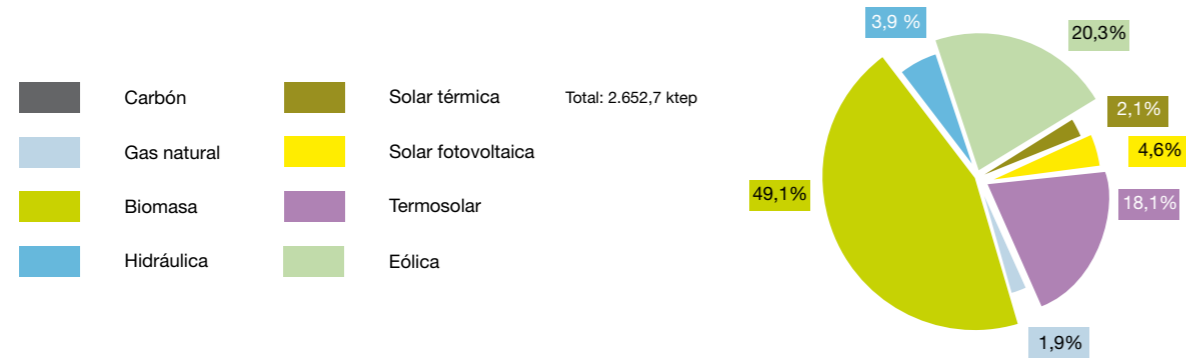 Carbón
Gas natural
Biomasa
Hidráulica
Solar térmica
Solar fotovoltaica
Termosolar
Eólica
Total: 2.652,7 ktep
3,9 %
20,3%
2,1%
4,6%
18,1%
1,9%
49,1%